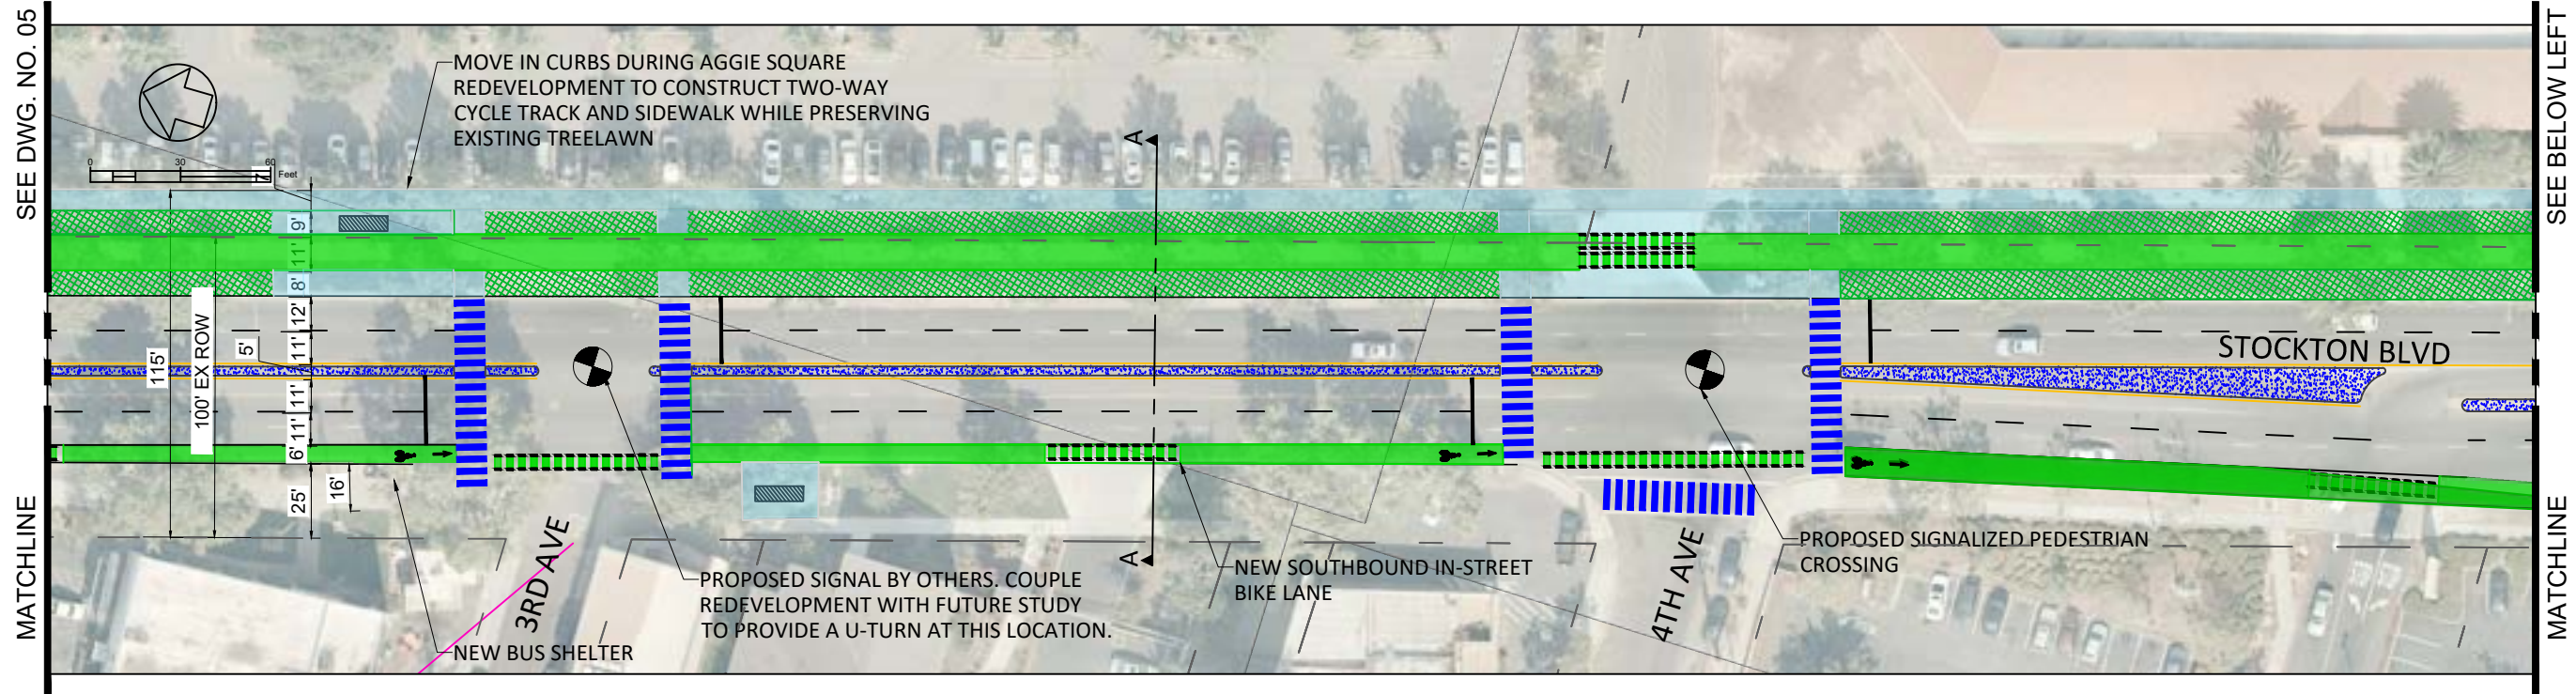 SEE DWG. NO. 05
MATCHLINE
SEE BELOW LEFT
MATCHLINE
MOVE IN CURBS DURING AGGIE SQUARE
REDEVELOPMENT TO CONSTRUCT TWO-WAY
CYCLE TRACK AND SIDEWALK WHILE PRESERVING
EXISTING TREELAWN
0 30 60
Feet
7'
9'
11'
8'
12'
11'
5'
11'
11'
6'
25'
16'
115'
100' EX ROW
A
A
STOCKTON BLVD
3RD AVE
4TH AVE
NEW BUS SHELTER
PROPOSED SIGNAL BY OTHERS. COUPLE
REDEVELOPMENT WITH FUTURE STUDY
TO PROVIDE A U-TURN AT THIS LOCATION.
NEW SOUTHBOUND IN-STREET
BIKE LANE
PROPOSED SIGNALIZED PEDESTRIAN
CROSSING